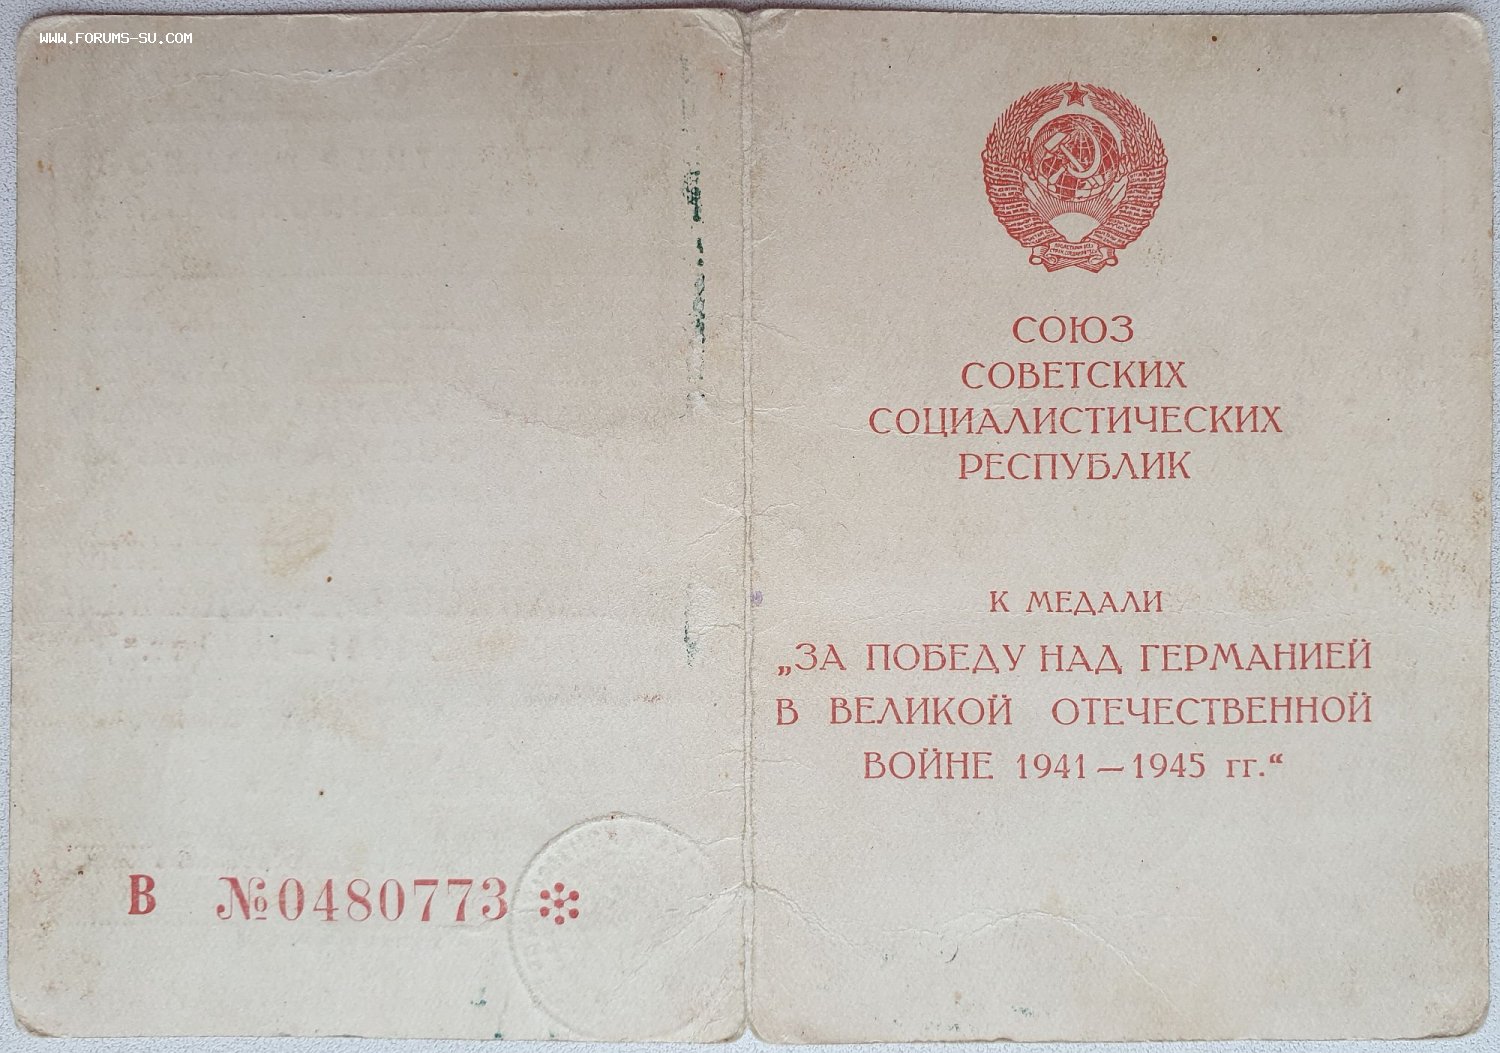 WWW.FORUMS-SU.COM
В №0480773
СОЮЗ
СОВЕТСКИХ
СОЦИАЛИСТИЧЕСКИХ
РЕСПУБЛИК
К МЕДАЛИ
„ЗА ПОБЕДУ НАД ГЕРМАНИЕЙ
В ВЕЛИКОЙ ОТЕЧЕСТВЕННОЙ
ВОЙНЕ 1941—1945 гг.“